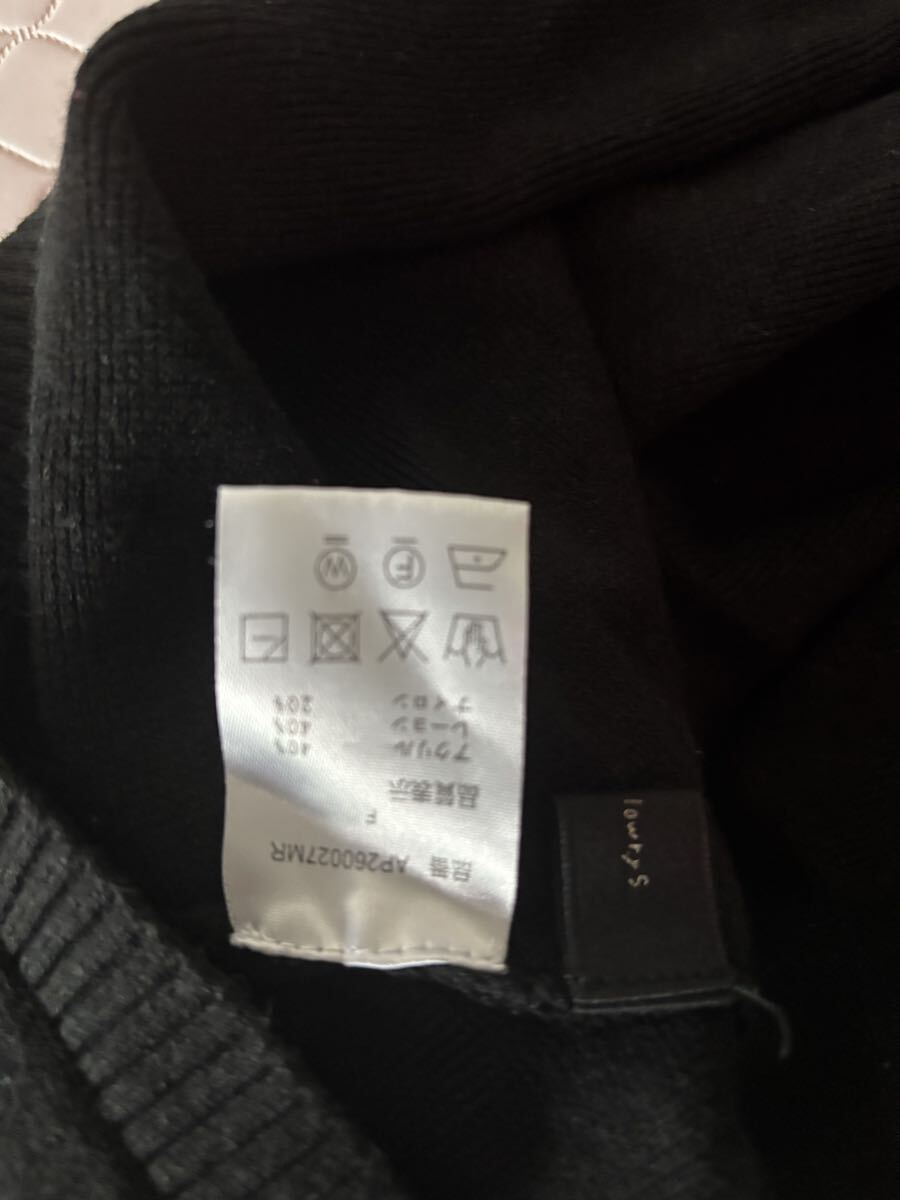 品番 AP260027MR
F
品質表示
アクリル 40%
レーヨン 40%
ナイロン 20%
F W